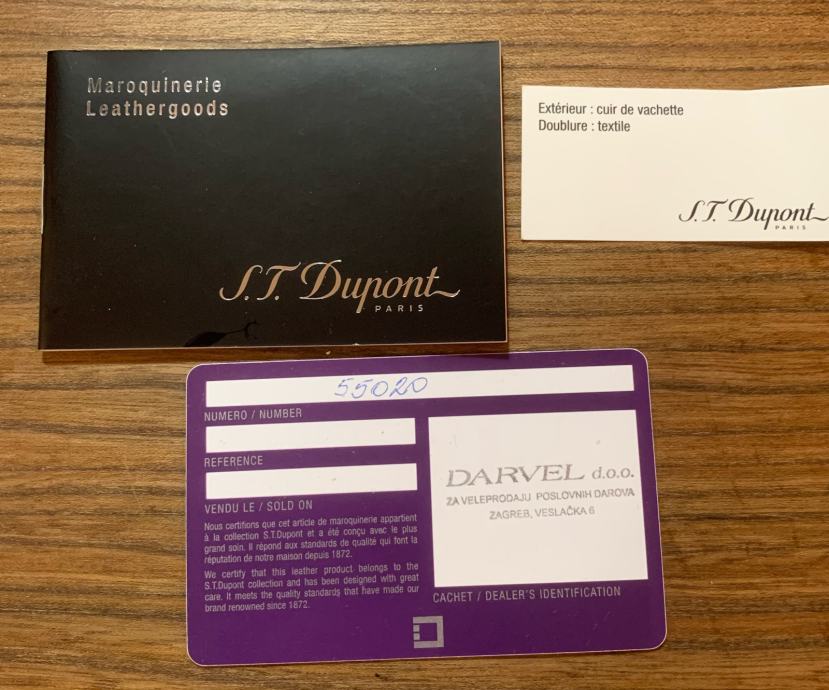 Maroquinerie
Leathergoods
S.T. Dupont
PARIS
Extérieur : cuir de vachette
Doublure : textile
S.T. Dupont
PARIS
55020
NUMERO / NUMBER
REFERENCE
VENDU LE / SOLD ON
Nous certifions que cet article de maroquinerie appartient
à la collection S.T.Dupont et a été conçu avec le plus
grand soin. Il répond aux standards de qualité qui font la
réputation de notre maison depuis 1872.
We certify that this leather product belongs to the
S.T.Dupont collection and has been designed with great
care. It meets the quality standards that have made our
brand renowned since 1872.
DARVEL d.o.o.
ZA VELEPRODAJU POSLOVNIH DAROVA
ZAGREB, VESLAČKA 6
CACHET / DEALER'S IDENTIFICATION